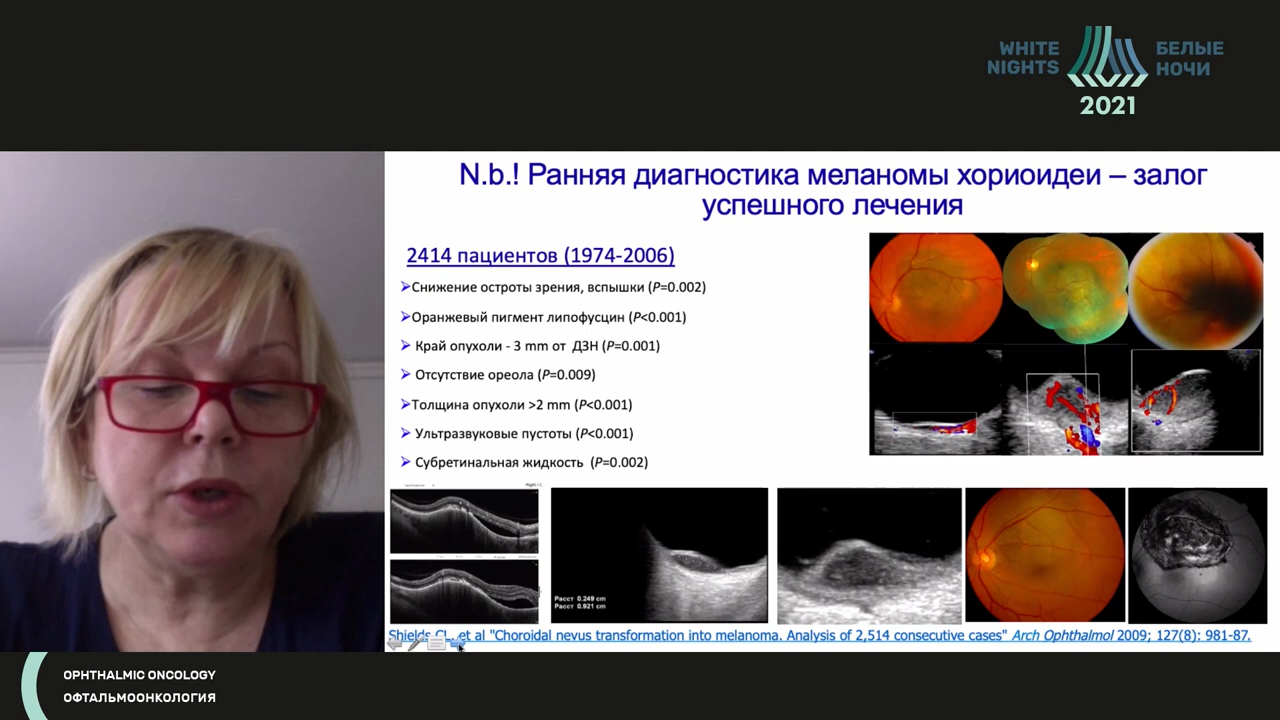 WHITE
NIGHTS
БЕЛЫЕ
НОЧИ
2021
N.b.! Ранняя диагностика меланомы хориоидеи – залог
успешного лечения
2414 пациентов (1974-2006)
Снижение остроты зрения, вспышки (P=0.002)
Оранжевый пигмент липофусцин (P<0.001)
Край опухоли - 3 mm от ДЗН (P=0.001)
Отсутствие ореола (P=0.009)
Толщина опухоли >2 mm (P<0.001)
Ультразвуковые пустоты (P<0.001)
Субретинальная жидкость (P=0.002)
Расст 0.249 cm
Расст 0.921 cm
Shields CL, et al "Choroidal nevus transformation into melanoma. Analysis of 2,514 consecutive cases" Arch Ophthalmol 2009; 127(8): 981-87.
OPHTHALMIC ONCOLOGY
ОФТАЛЬМООНКОЛОГИЯ